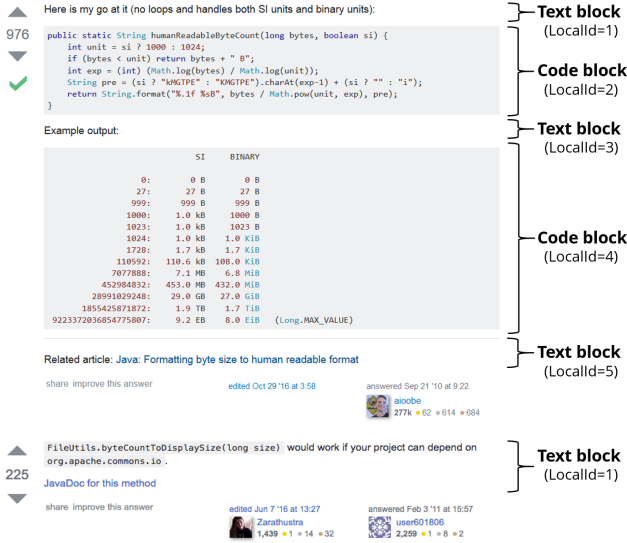 Here is my go at it (no loops and handles both SI units and binary units):
Text block
(LocalId=1)
976
public static String humanReadableByteCount(long bytes, boolean si) {
int unit = si ? 1000 : 1024;
if (bytes < unit) return bytes + " B";
int exp = (int) (Math.log(bytes) / Math.log(unit));
String pre = (si ? "kMGTPE" : "KMGTPE").charAt(exp-1) + (si ? "" : "i");
return String.format("%.1f %sB", bytes / Math.pow(unit, exp), pre);
}
Code block
(LocalId=2)
Example output:
Text block
(LocalId=3)
SI BINARY
0: 0 B 0 B
27: 27 B 27 B
999: 999 B 999 B
1000: 1.0 kB 1000 B
1023: 1.0 kB 1023 B
1024: 1.0 kB 1.0 KiB
1728: 1.7 kB 1.7 KiB
110592: 110.6 kB 108.0 KiB
7077888: 7.1 MB 6.8 MiB
452984832: 453.0 MB 432.0 MiB
28991029248: 29.0 GB 27.0 GiB
1855425871872: 1.9 TB 1.7 TiB
9223372036854775807: 9.2 EB 8.0 EiB (Long.MAX_VALUE)
Code block
(LocalId=4)
Related article: Java: Formatting byte size to human readable format
Text block
(LocalId=5)
share improve this answer edited Oct 29 '16 at 3:58 answered Sep 21 '10 at 9:22
aioobe
277k 62 614 684
FileUtils.byteCountToDisplaySize(long size) would work if your project can depend on
org.apache.commons.io .
Text block
(LocalId=1)
225
JavaDoc for this method
share improve this answer edited Jun 7 '16 at 13:27 answered Feb 3 '11 at 15:57
Zarathustra user601806
1,439 1 14 32 2,259 1 8 2